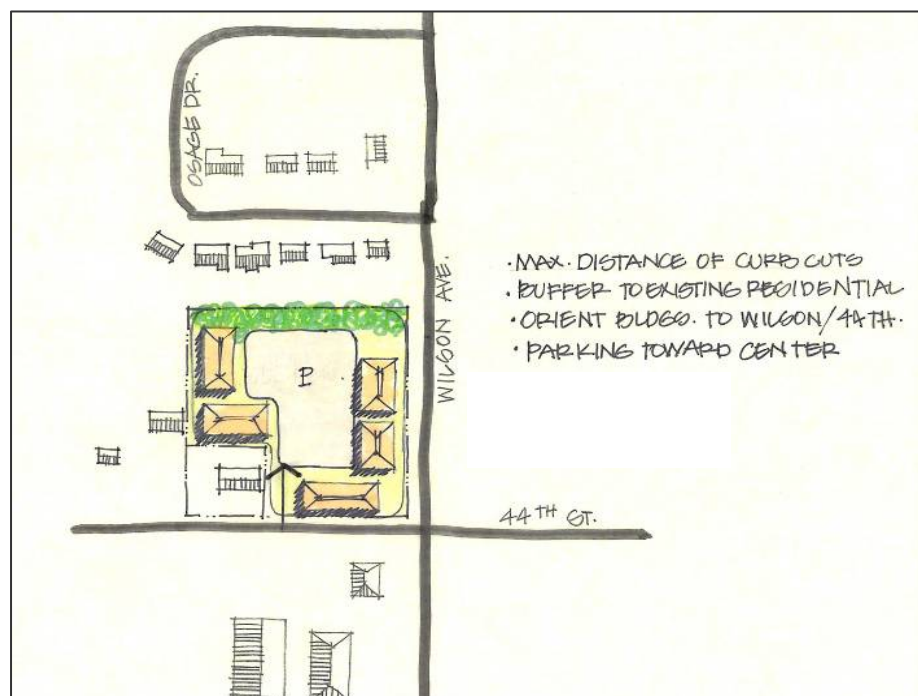 OSAGE DR.
WILSON AVE.
· MAX. DISTANCE OF CURB CUTS
· BUFFER TO EXISTING RESIDENTIAL
· ORIENT BLDGS. TO WILSON/44TH.
· PARKING TOWARD CENTER
P
44TH ST.